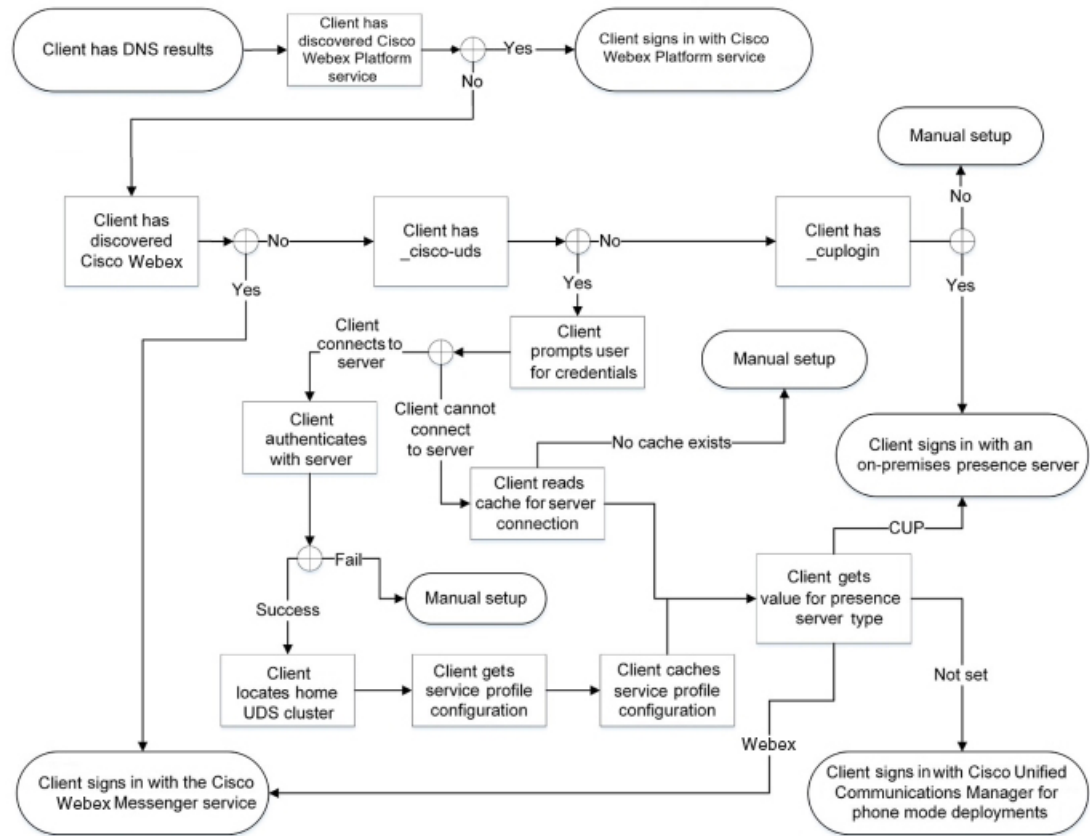 Client has DNS results
Client has
discovered Cisco
Webex Platform
service
Yes
Client signs in with Cisco
Webex Platform service
No
Manual setup
No
Client has
discovered
Cisco Webex
No
Client has
_cisco-uds
No
Client has
_cuplogin
Yes
Yes
Yes
Client
prompts user
for credentials
Client
connects to
server
Client cannot
connect
to server
Manual setup
Client
authenticates
with server
No cache exists
Client signs in with an
on-premises presence server
Client reads
cache for server
connection
CUP
Fail
Manual setup
Success
Client gets
value for presence
server type
Client
locates home
UDS cluster
Client gets
service profile
configuration
Client caches
service profile
configuration
Not set
Webex
Client signs in with the Cisco
Webex Messenger service
Client signs in with Cisco Unified
Communications Manager for
phone mode deployments